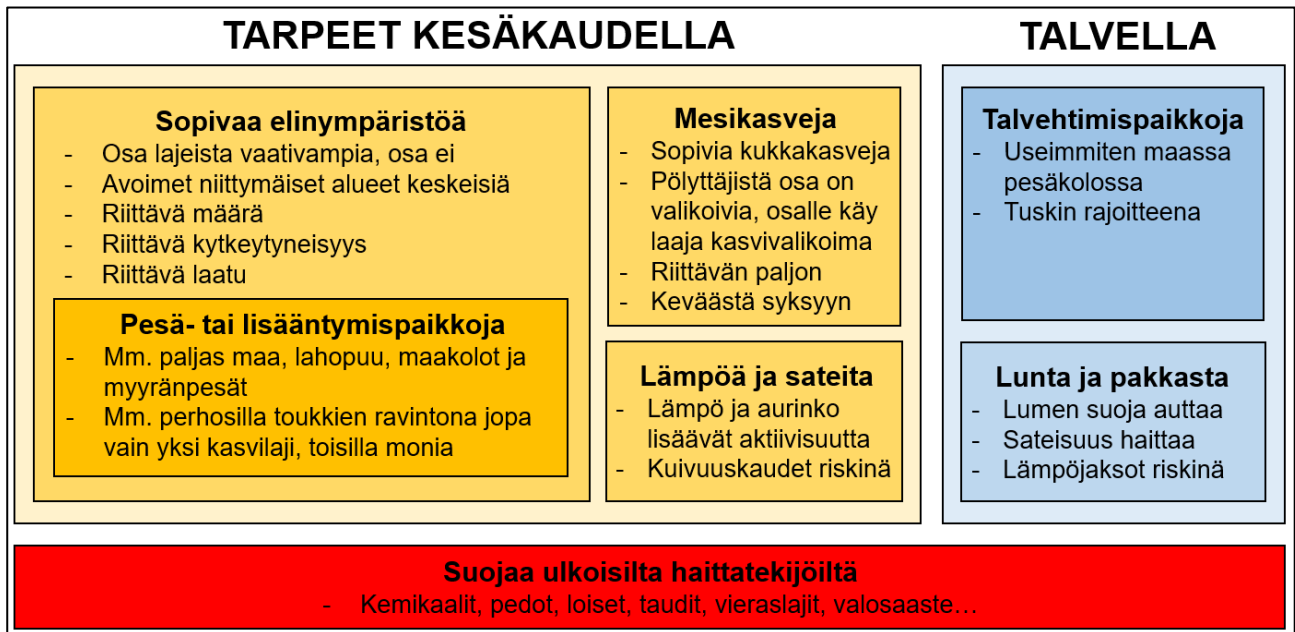 TARPEET KESÄKAUDELLA
TALVELLA
Sopivaa elinympäristöä
- Osa lajeista vaativampia, osa ei
- Avoimet niittymäiset alueet keskeisiä
- Riittävä määrä
- Riittävä kytkeytyneisyys
- Riittävä laatu
Pesä- tai lisääntymispaikkoja
- Mm. paljas maa, lahopuu, maakolot ja
myyränpesät
- Mm. perhosilla toukkien ravintona jopa
vain yksi kasvilaji, toisilla monia
Mesikasveja
- Sopivia kukkakasveja
- Pölyttäjistä osa on
valikoivia, osalle käy
laaja kasvivalikoima
- Riittävän paljon
- Keväästä syksyyn
Lämpöä ja sateita
- Lämpö ja aurinko
lisäävät aktiivisuutta
- Kuivuuskaudet riskinä
Talvehtimispaikkoja
- Useimmiten maassa
pesäkolossa
- Tuskin rajoitteena
Lunta ja pakkasta
- Lumen suoja auttaa
- Sateisuus haittaa
- Lämpöjaksot riskinä
Suojaa ulkoisilta haittatekijöiltä
- Kemikaalit, pedot, loiset, taudit, vieraslajit, valosaaste…